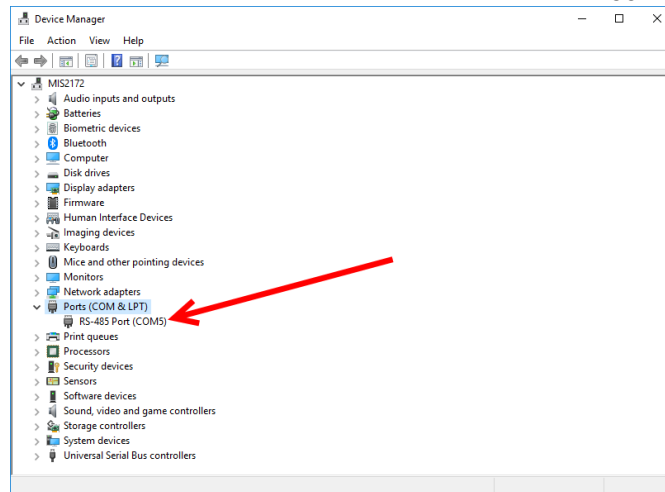 Device Manager
File Action View Help
MIS2172
Audio inputs and outputs
Batteries
Biometric devices
Bluetooth
Computer
Disk drives
Display adapters
Firmware
Human Interface Devices
Imaging devices
Keyboards
Mice and other pointing devices
Monitors
Network adapters
Ports (COM & LPT)
RS-485 Port (COM5)
Print queues
Processors
Security devices
Sensors
Software devices
Sound, video and game controllers
Storage controllers
System devices
Universal Serial Bus controllers